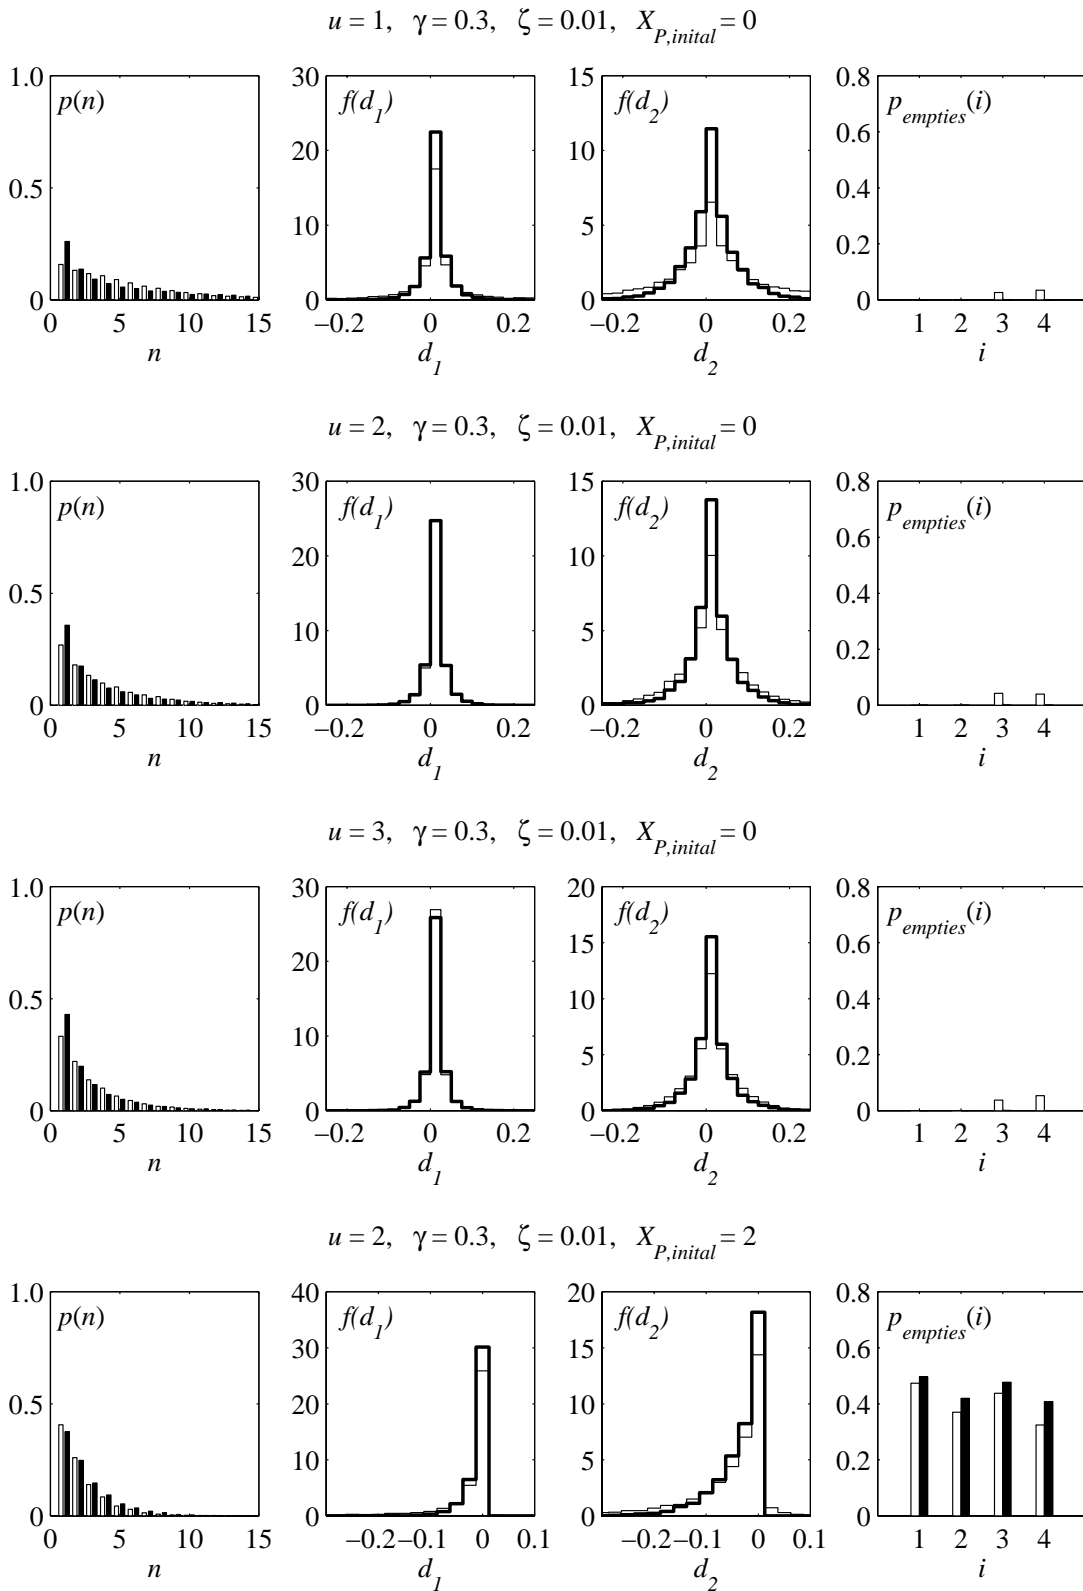 u = 1, γ = 0.3, ζ = 0.01, X_{P,inital} = 0
1.0 0.5 0
p(n)
0 5 10 15
n
30 20 10 0
f(d_1)
−0.2 0 0.2
d_1
15 10 5 0
f(d_2)
−0.2 0 0.2
d_2
0.8 0.6 0.4 0.2 0
p_{empties}(i)
1 2 3 4
i
u = 2, γ = 0.3, ζ = 0.01, X_{P,inital} = 0
1.0 0.5 0
p(n)
0 5 10 15
n
30 20 10 0
f(d_1)
−0.2 0 0.2
d_1
15 10 5 0
f(d_2)
−0.2 0 0.2
d_2
0.8 0.6 0.4 0.2 0
p_{empties}(i)
1 2 3 4
i
u = 3, γ = 0.3, ζ = 0.01, X_{P,inital} = 0
1.0 0.5 0
p(n)
0 5 10 15
n
30 20 10 0
f(d_1)
−0.2 0 0.2
d_1
20 15 10 5 0
f(d_2)
−0.2 0 0.2
d_2
0.8 0.6 0.4 0.2 0
p_{empties}(i)
1 2 3 4
i
u = 2, γ = 0.3, ζ = 0.01, X_{P,inital} = 2
1.0 0.5 0
p(n)
0 5 10 15
n
40 30 20 10 0
f(d_1)
−0.2 −0.1 0 0.1
d_1
20 15 10 5 0
f(d_2)
−0.2 −0.1 0 0.1
d_2
0.8 0.6 0.4 0.2 0
p_{empties}(i)
1 2 3 4
i